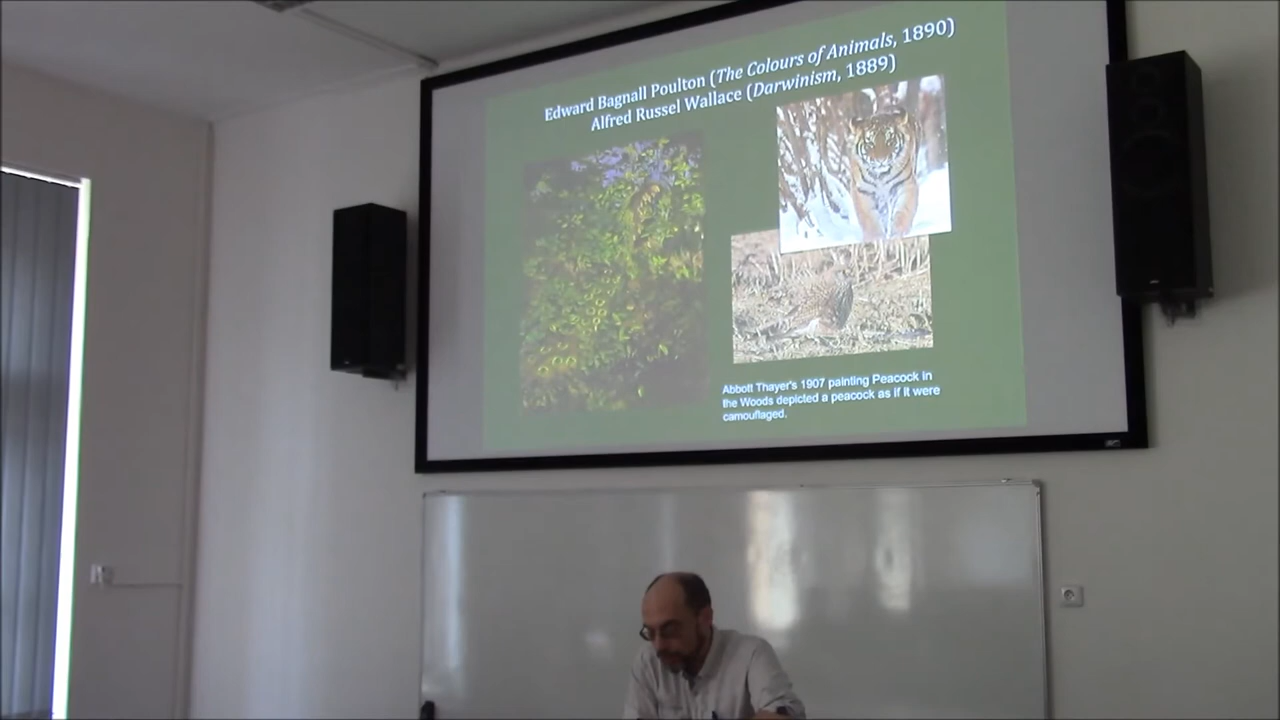 Edward Bagnall Poulton (The Colours of Animals, 1890)
Alfred Russel Wallace (Darwinism, 1889)
Abbott Thayer's 1907 painting Peacock in
the Woods depicted a peacock as if it were
camouflaged.